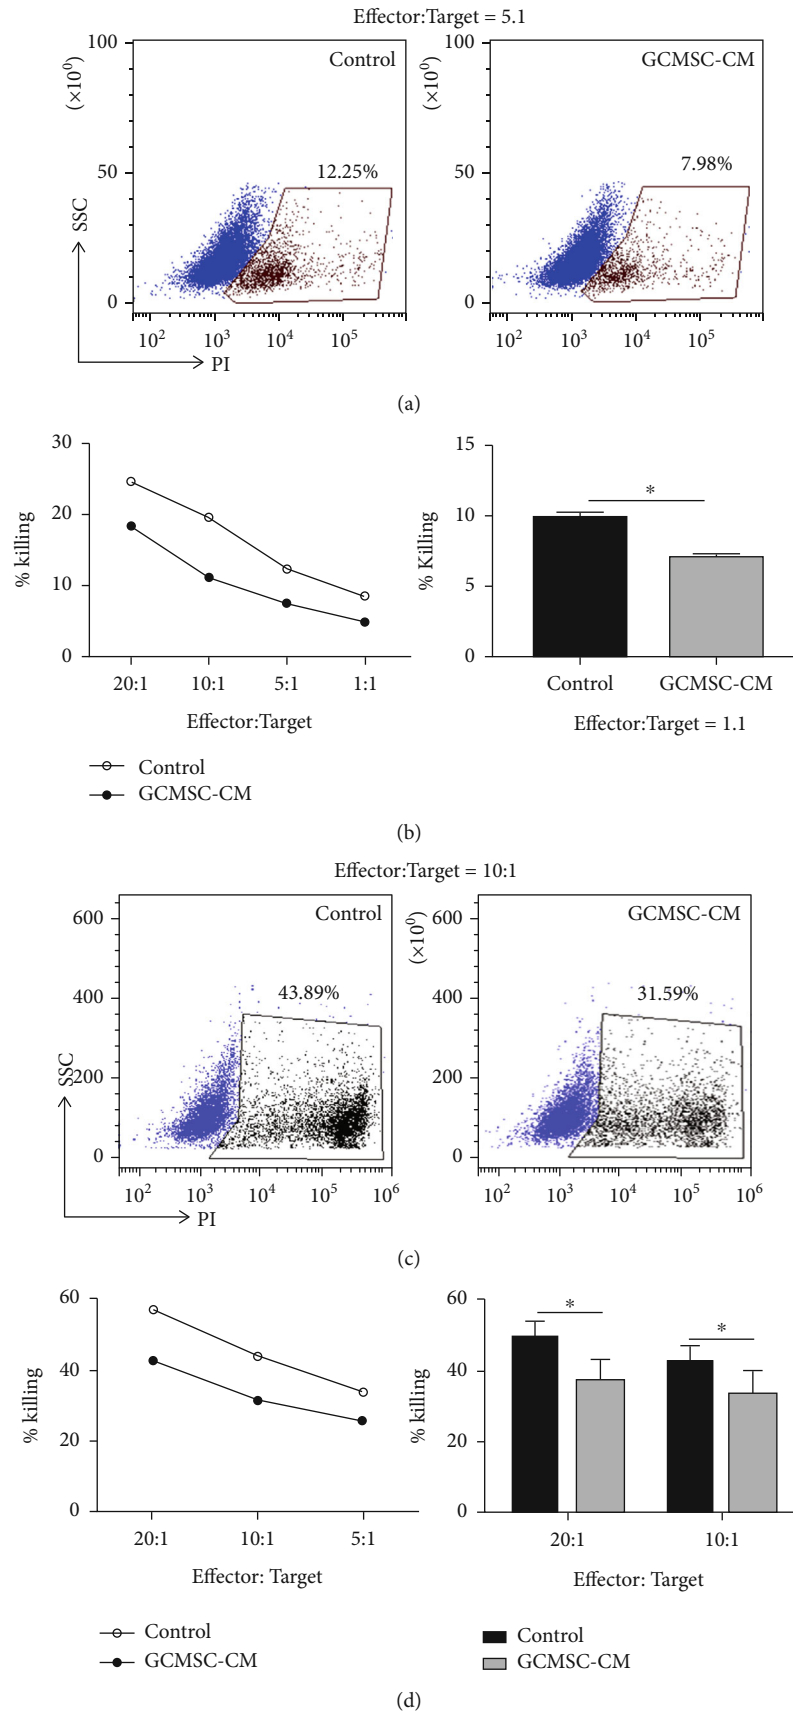 Effector:Target = 5.1
(×10⁰)
100
50
0
SSC
Control
12.25%
10² 10³ 10⁴ 10⁵
PI
(×10⁰)
100
50
0
GCMSC-CM
7.98%
10² 10³ 10⁴ 10⁵
(a)
% killing
30
20
10
0
20:1 10:1 5:1 1:1
Effector:Target
Control
GCMSC-CM
% Killing
15
10
5
0
*
Control GCMSC-CM
Effector:Target = 1.1
(b)
Effector:Target = 10:1
600
400
200
0
SSC
Control
43.89%
10² 10³ 10⁴ 10⁵ 10⁶
PI
(×10⁰)
600
400
200
0
GCMSC-CM
31.59%
10² 10³ 10⁴ 10⁵ 10⁶
(c)
% killing
60
40
20
0
20:1 10:1 5:1
Effector: Target
Control
GCMSC-CM
% killing
60
40
20
0
*
*
20:1 10:1
Effector: Target
Control
GCMSC-CM
(d)